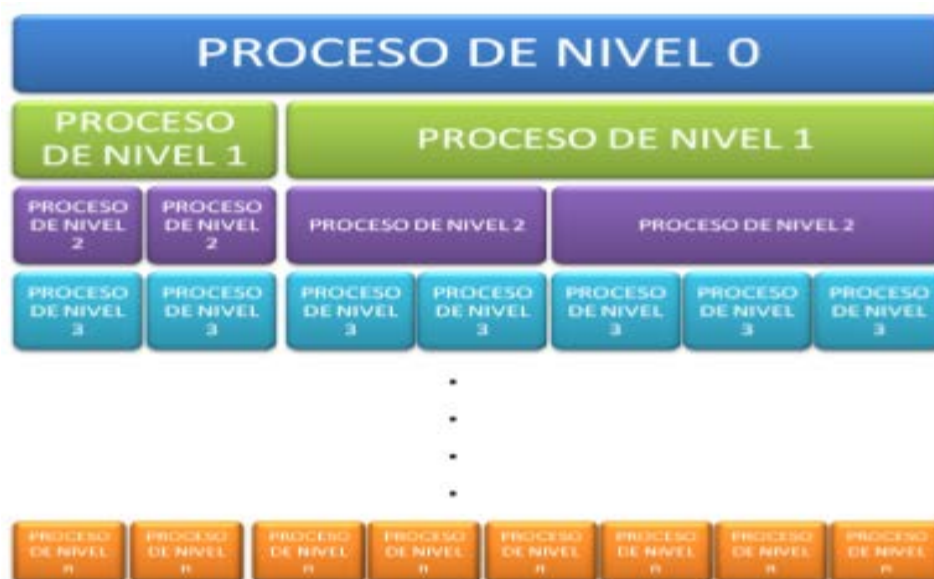 PROCESO DE NIVEL 0
PROCESO
DE NIVEL 1
PROCESO DE NIVEL 1
PROCESO
DE NIVEL
2
PROCESO
DE NIVEL
2
PROCESO DE NIVEL 2
PROCESO DE NIVEL 2
PROCESO
DE NIVEL
3
PROCESO
DE NIVEL
3
PROCESO
DE NIVEL
3
PROCESO
DE NIVEL
3
PROCESO
DE NIVEL
3
PROCESO
DE NIVEL
3
PROCESO
DE NIVEL
3
PROCESO
DE NIVEL
n
PROCESO
DE NIVEL
n
PROCESO
DE NIVEL
n
PROCESO
DE NIVEL
n
PROCESO
DE NIVEL
n
PROCESO
DE NIVEL
n
PROCESO
DE NIVEL
n
PROCESO
DE NIVEL
n